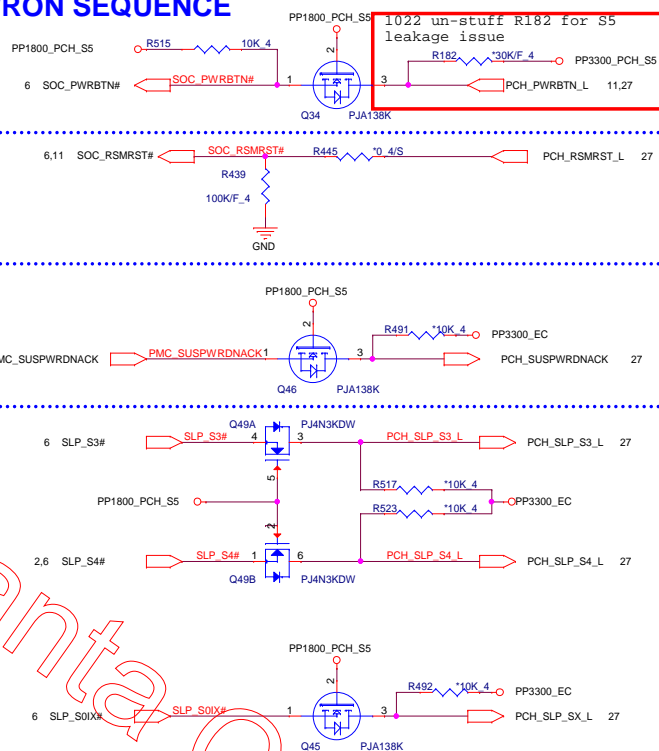 TRON SEQUENCE
PP1800_PCH_S5
1022 un-stuff R182 for S5
leakage issue
PP1800_PCH_S5
R515
10K_4
2
R182
*30K/F_4
PP3300_PCH_S5
6 SOC_PWRBTN#
SOC_PWRBTN#
1
3
PCH_PWRBTN_L
11,27
Q34
PJA138K
6,11 SOC_RSMRST#
SOC_RSMRST#
R445
*0_4/S
PCH_RSMRST_L
27
R439
100K/F_4
GND
PP1800_PCH_S5
2
R491
*10K_4
PP3300_EC
MC_SUSPWRDNACK
PMC_SUSPWRDNACK
1
3
PCH_SUSPWRDNACK
27
Q46
PJA138K
Q49A
PJ4N3KDW
6 SLP_S3#
SLP_S3#
4
3
PCH_SLP_S3_L
PCH_SLP_S3_L
27
5
R517
*10K_4
PP1800_PCH_S5
PP3300_EC
R523
*10K_4
2
2,6 SLP_S4#
SLP_S4#
1
6
PCH_SLP_S4_L
PCH_SLP_S4_L
27
Q49B
PJ4N3KDW
anta
PP1800_PCH_S5
2
R492
*10K_4
PP3300_EC
6 SLP_S0IX#
SLP_S0IX#
1
3
PCH_SLP_SX_L
27
Q45
PJA138K